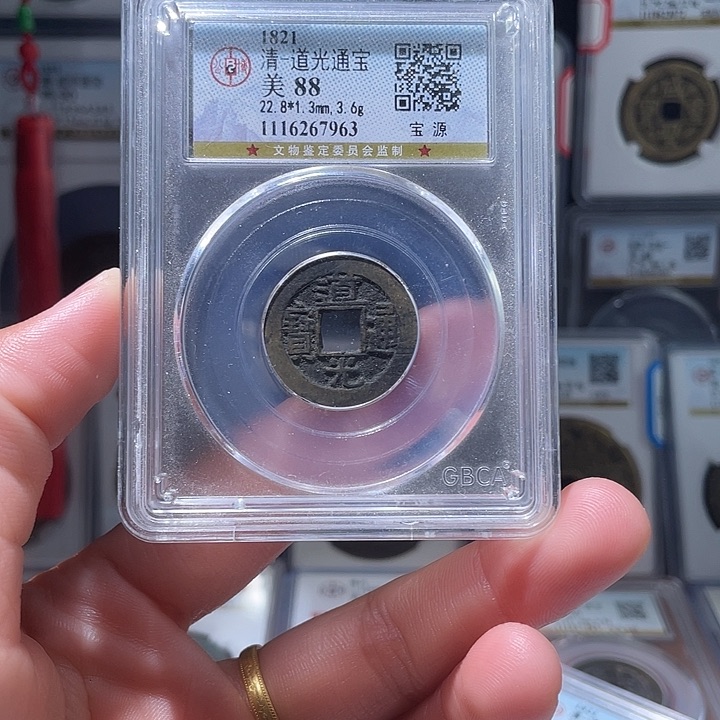 1821
清-道光通宝
美 88
22.8*1.3mm,3.6g
1116267963
宝 源
★ 文物鉴定委员会监制 ★
道
寶 通
光
GBCA